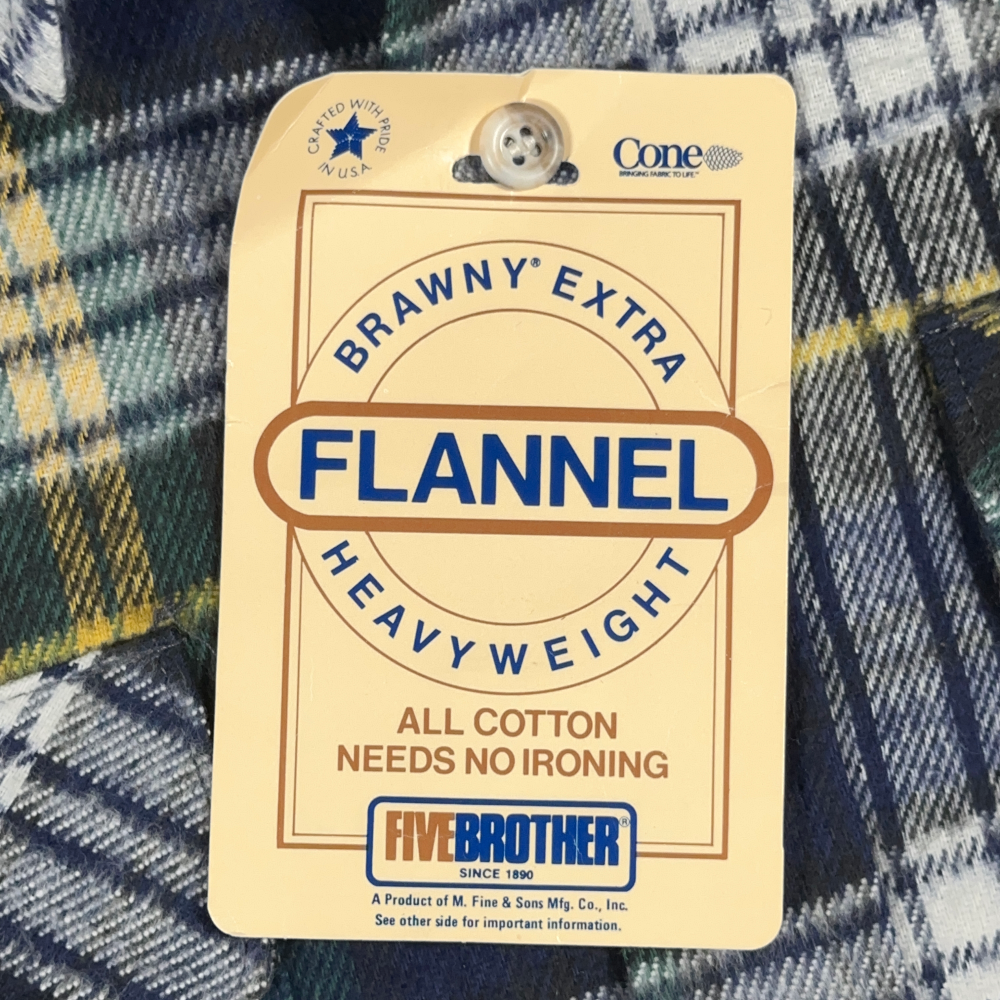 CRAFTED WITH PRIDE
IN U.S.A
Cone
BRINGING FABRIC TO LIFE.™
BRAWNY® EXTRA
FLANNEL
HEAVYWEIGHT
ALL COTTON
NEEDS NO IRONING
FIVEBROTHER®
SINCE 1890
A Product of M. Fine & Sons Mfg. Co., Inc.
See other side for important information.